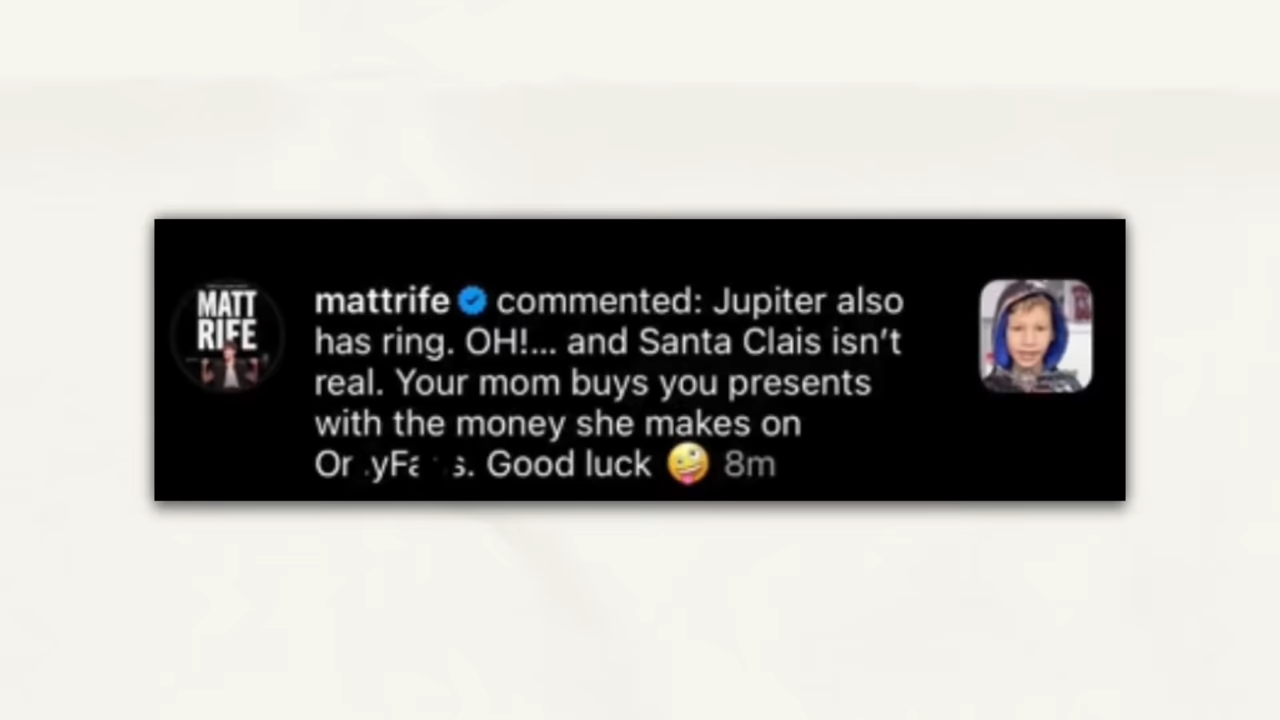 MATT
RIFE
mattrife commented: Jupiter also
has ring. OH!... and Santa Clais isn't
real. Your mom buys you presents
with the money she makes on
Good luck 🤪 8m